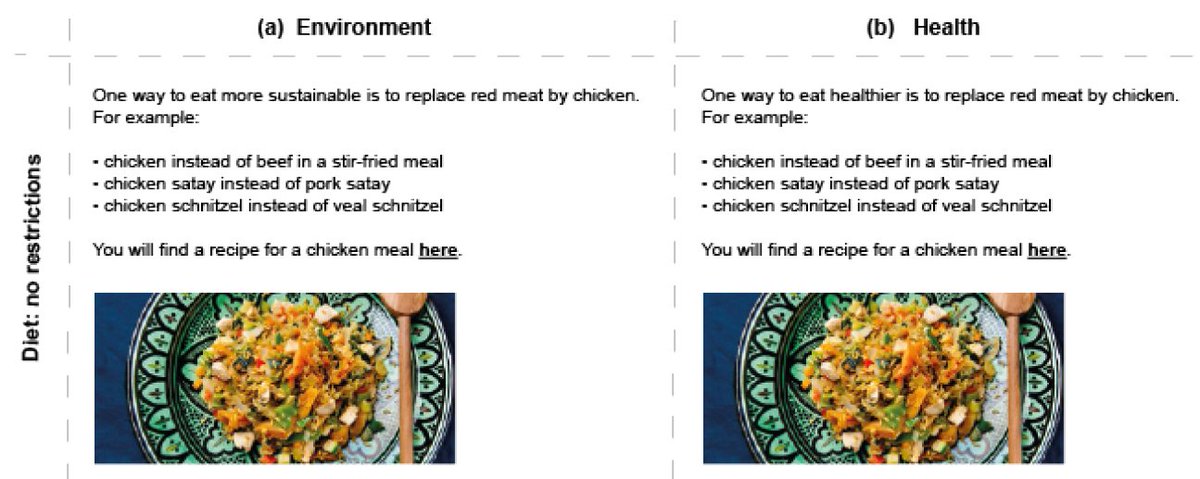 (a) Environment
(b) Health
Diet: no restrictions
One way to eat more sustainable is to replace red meat by chicken.
For example:
- chicken instead of beef in a stir-fried meal
- chicken satay instead of pork satay
- chicken schnitzel instead of veal schnitzel
You will find a recipe for a chicken meal here.
One way to eat healthier is to replace red meat by chicken.
For example:
- chicken instead of beef in a stir-fried meal
- chicken satay instead of pork satay
- chicken schnitzel instead of veal schnitzel
You will find a recipe for a chicken meal here.